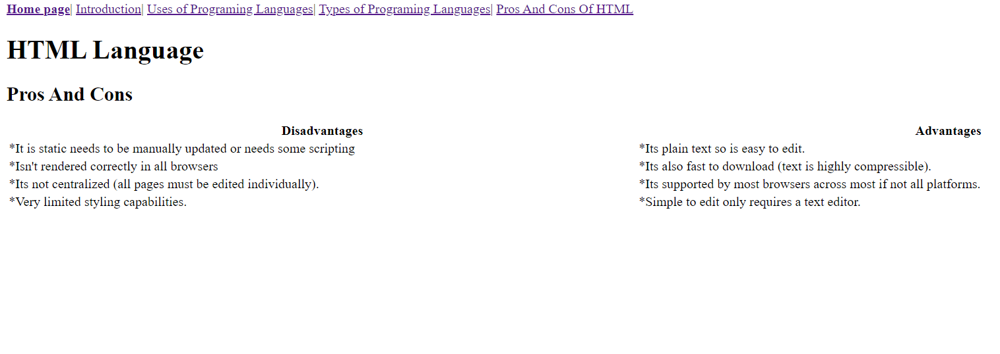 Home page| Introduction| Uses of Programing Languages| Types of Programing Languages| Pros And Cons Of HTML
HTML Language
Pros And Cons
Disadvantages Advantages
*It is static needs to be manually updated or needs some scripting *Its plain text so is easy to edit.
*Isn't rendered correctly in all browsers *Its also fast to download (text is highly compressible).
*Its not centralized (all pages must be edited individually). *Its supported by most browsers across most if not all platforms.
*Very limited styling capabilities. *Simple to edit only requires a text editor.